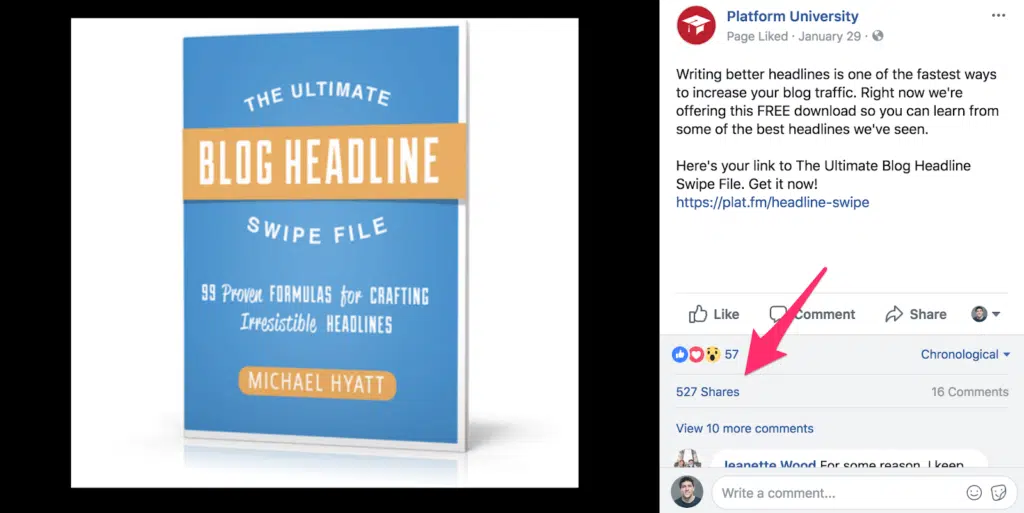 THE ULTIMATE
BLOG HEADLINE
SWIPE FILE
99 Proven FORMULAS for CRAFTING
Irresistible HEADLINES
MICHAEL HYATT
Platform University
Page Liked · January 29 ·
Writing better headlines is one of the fastest ways
to increase your blog traffic. Right now we're
offering this FREE download so you can learn from
some of the best headlines we've seen.
Here's your link to The Ultimate Blog Headline
Swipe File. Get it now!
https://plat.fm/headline-swipe
Like Comment Share
57 Chronological
527 Shares 16 Comments
View 10 more comments
Jeanette Wood For some reason, I keep
Write a comment...